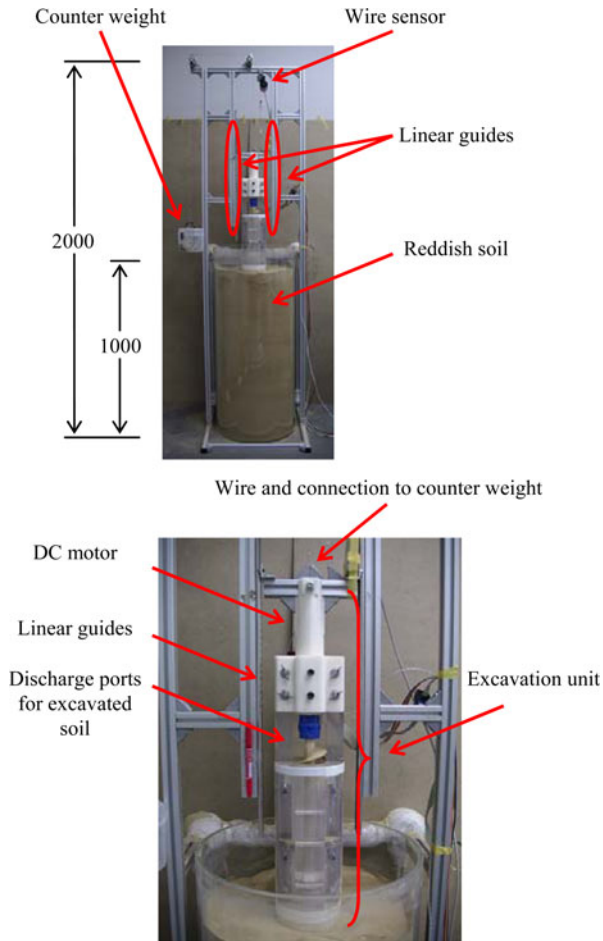 Counter weight
Wire sensor
Linear guides
2000
Reddish soil
1000
Wire and connection to counter weight
DC motor
Linear guides
Discharge ports
for excavated
soil
Excavation unit